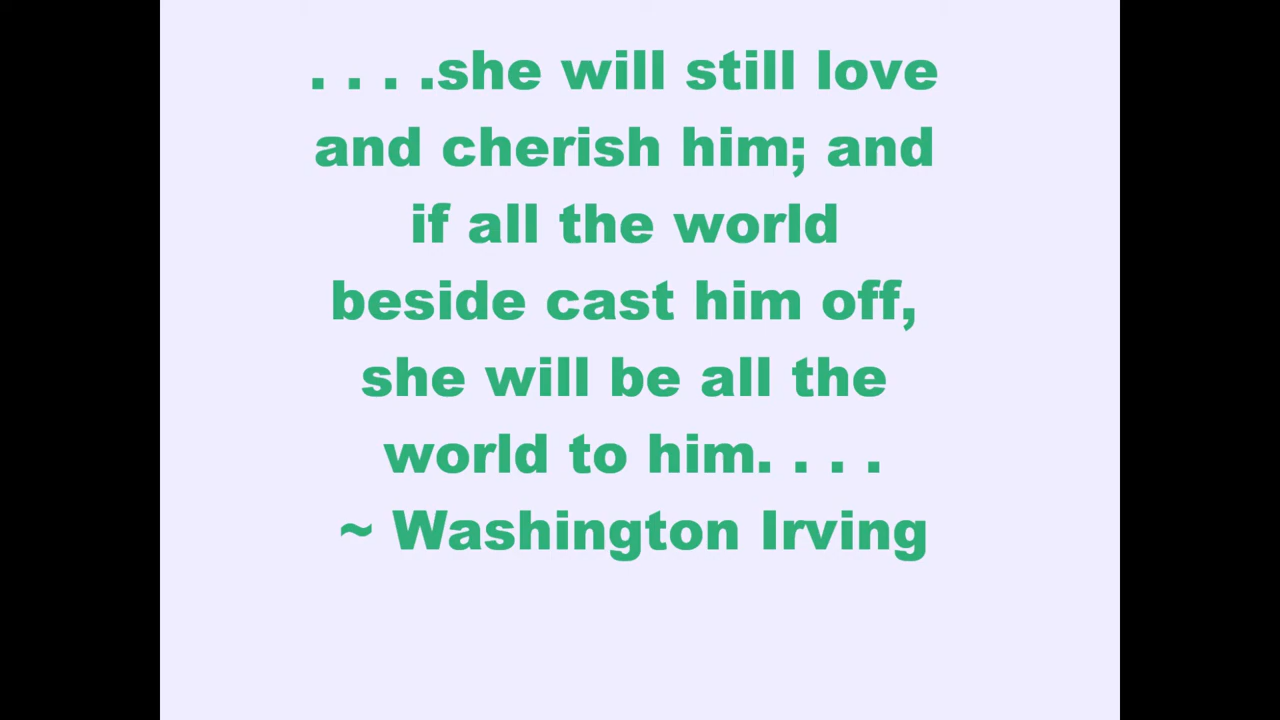 . . . .she will still love
and cherish him; and
if all the world
beside cast him off,
she will be all the
world to him. . . .
~ Washington Irving